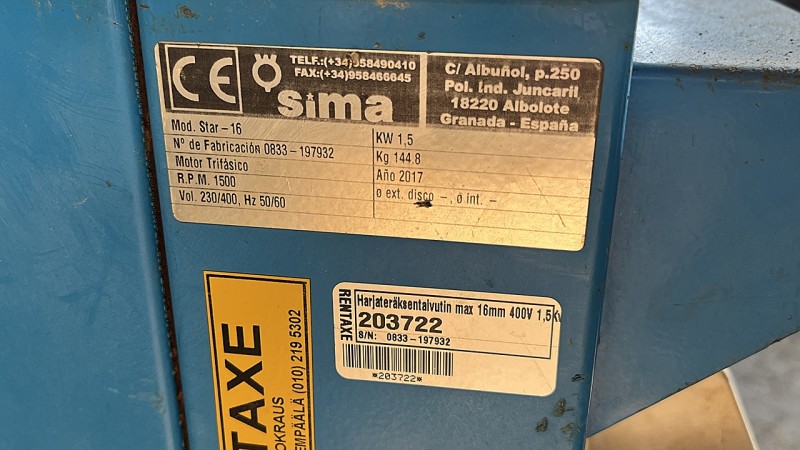 CE
TELF.:(+34)958490410
FAX:(+34)958466645
sima
C/ Albuñol, p.250
Pol. Ind. Juncaril
18220 Albolote
Granada - España
Mod. Star-16
Nº de Fabricación 0833-197932
Motor Trifásico
R.P.M. 1500
Vol. 230/400, Hz 50/60
KW 1,5
Kg 144.8
Año 2017
ø ext. disco -, ø int. -
RENTAXE
Harjateräksentaivutin max 16mm 400V 1,5Kw
203722
S/N: 0833-197932
*203722*
TAXE
OKRAUS
EMPÄÄLÄ (010) 219 5302